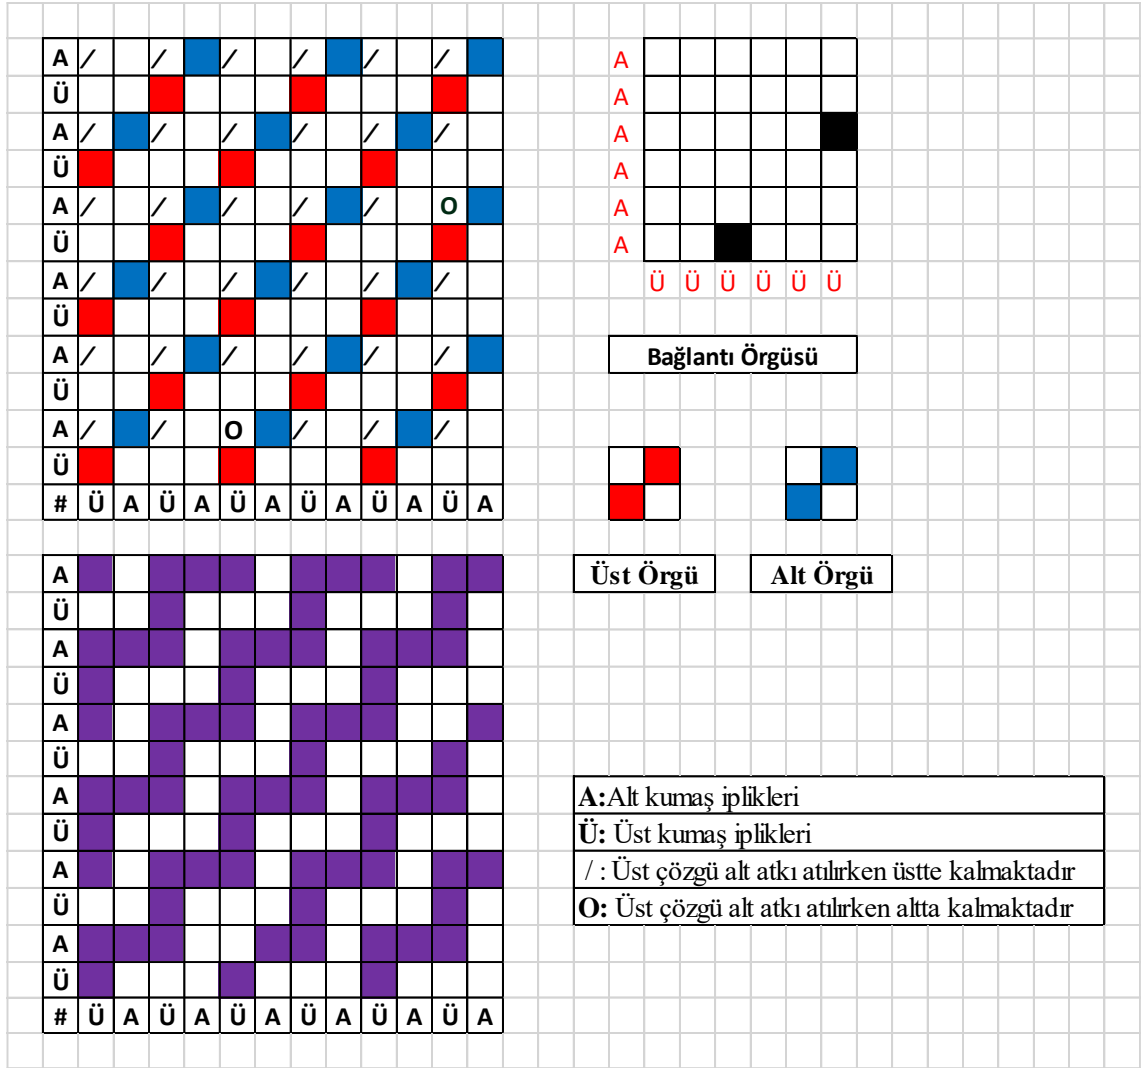 A / / / / / /
Ü
A / / / / / /
Ü
A / / / / / O
Ü
A / / / / / /
Ü
A / / / / / /
Ü
A / / O / / /
Ü
# Ü A Ü A Ü A Ü A Ü A Ü A
A
A
A
A
A
A
Ü Ü Ü Ü Ü Ü
Bağlantı Örgüsü
Üst Örgü
Alt Örgü
A
Ü
A
Ü
A
Ü
A
Ü
A
Ü
A
Ü
# Ü A Ü A Ü A Ü A Ü A Ü A
A:Alt kumaş iplikleri
Ü: Üst kumaş iplikleri
/ : Üst çözgü alt atkı atılırken üstte kalmaktadır
O: Üst çözgü alt atkı atılırken altta kalmaktadır